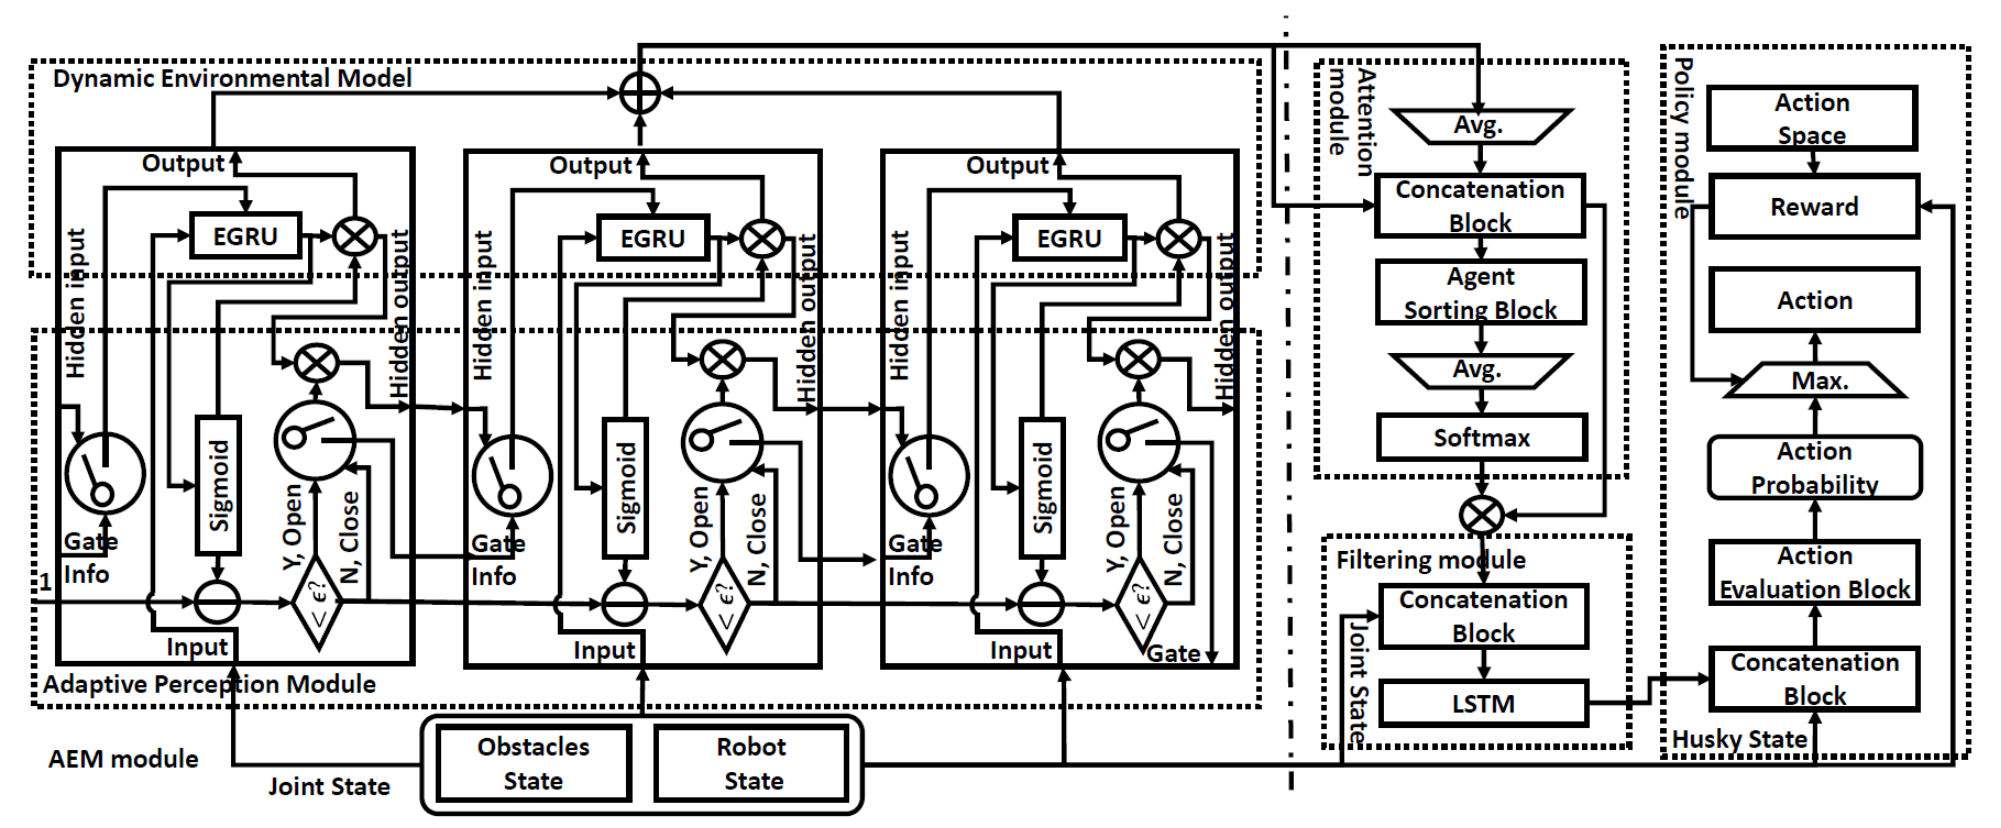 Dynamic Environmental Model
Output
EGRU
Hidden input
Hidden output
Sigmoid
Y, Open
N, Close
Gate
Info
1
< ϵ?
Input
Output
EGRU
Hidden input
Hidden output
Sigmoid
Y, Open
N, Close
Gate
Info
< ϵ?
Input
Output
EGRU
Hidden input
Hidden output
Sigmoid
Y, Open
N, Close
Gate
Info
< ϵ?
Input
Gate
Adaptive Perception Module
AEM module
Joint State
Obstacles
State
Robot
State
Attention
module
Avg.
Concatenation
Block
Agent
Sorting Block
Avg.
Softmax
Filtering module
Concatenation
Block
Joint State
LSTM
Policy module
Action
Space
Reward
Action
Max.
Action
Probability
Action
Evaluation Block
Concatenation
Block
Husky State